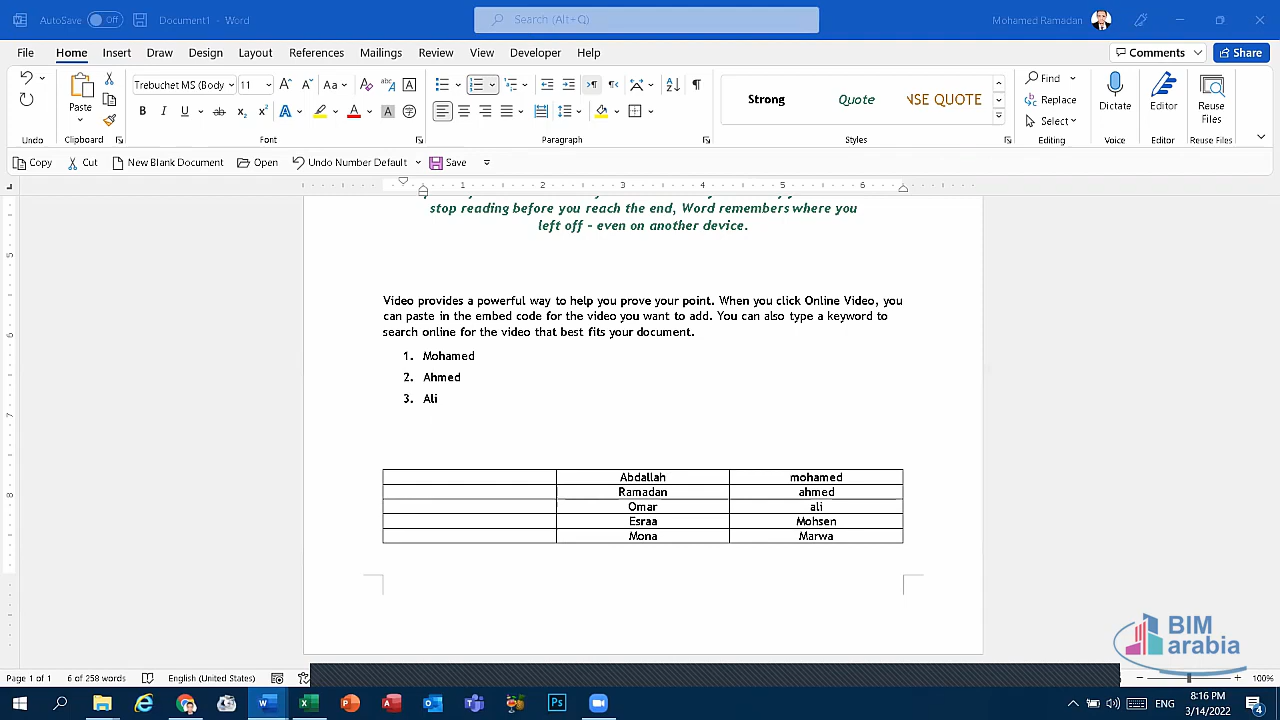 AutoSave Off Document1 - Word Search (Alt+Q) Mohamed Ramadan
File Home Insert Draw Design Layout References Mailings Review View Developer Help Comments Share
Paste Trebuchet MS (Body 11 Aa Strong Quote NSE QUOTE Find Replace Select Dictate Editor Reuse Files
Undo Clipboard Font Paragraph Styles Editing Voice Editor Reuse Files
Copy Cut New Blank Document Open Undo Number Default Save
1 2 3 4 5 6
stop reading before you reach the end, Word remembers where you
left off - even on another device.
Video provides a powerful way to help you prove your point. When you click Online Video, you
can paste in the embed code for the video you want to add. You can also type a keyword to
search online for the video that best fits your document.
1. Mohamed
2. Ahmed
3. Ali
Abdallah mohamed
Ramadan ahmed
Omar ali
Esraa Mohsen
Mona Marwa
BIM
arabia
Page 1 of 1 6 of 258 words English (United States) 100%
ENG 8:16 PM
3/14/2022